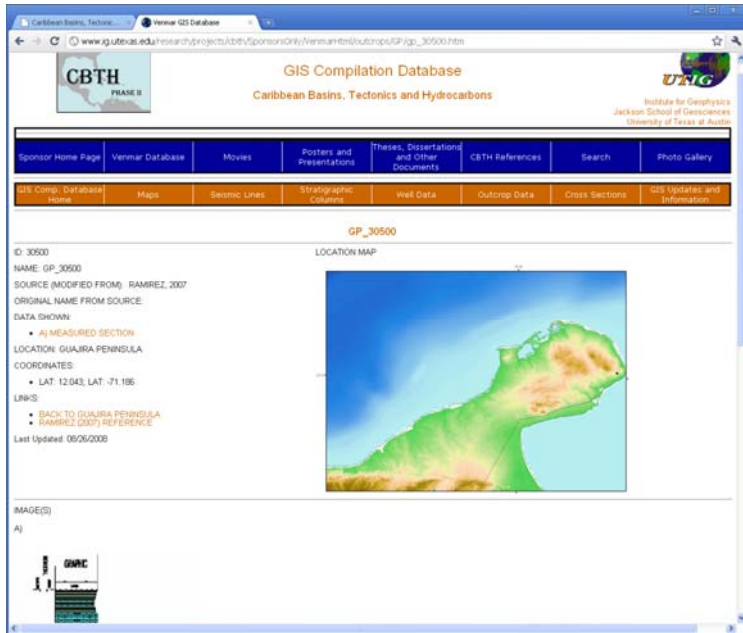 Caribbean Basins, Tectonic...
Venmar GIS Database
www.ig.utexas.edu/research/projects/cbth/SponsorsOnly/VenmarHtml/outcrops/GP/gp_30500.htm
CBTH
PHASE II
GIS Compilation Database
Caribbean Basins, Tectonics and Hydrocarbons
UTIG
Institute for Geophysics
Jackson School of Geosciences
University of Texas at Austin
Sponsor Home Page
Venmar Database
Movies
Posters and Presentations
Theses, Dissertations and Other Documents
CBTH References
Search
Photo Gallery
GIS Comp. Database Home
Maps
Seismic Lines
Stratigraphic Columns
Well Data
Outcrop Data
Cross Sections
GIS Updates and Information
GP_30500
ID: 30500
LOCATION MAP
NAME: GP_30500
SOURCE (MODIFIED FROM): RAMIREZ, 2007
ORIGINAL NAME FROM SOURCE:
DATA SHOWN:
A) MEASURED SECTION
LOCATION: GUAJIRA PENINSULA
COORDINATES:
LAT: 12.043; LAT: -71.186
LINKS:
BACK TO GUAJIRA PENINSULA
RAMIREZ (2007) REFERENCE
Last Updated: 08/26/2008
IMAGE(S)
A)
GRAPHIC